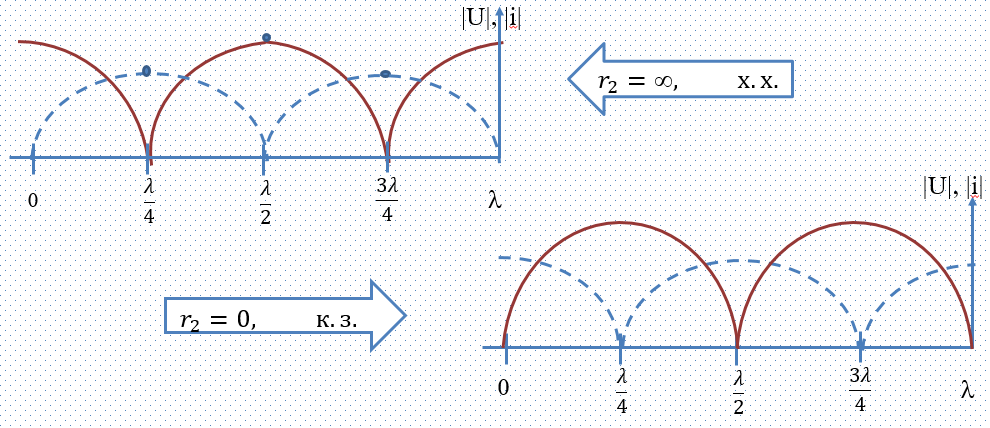 |U|, |i|
r₂ = ∞, х.х.
0 λ/4 λ/2 3λ/4 λ
|U|, |i|
r₂ = 0, к.з.
0 λ/4 λ/2 3λ/4 λ